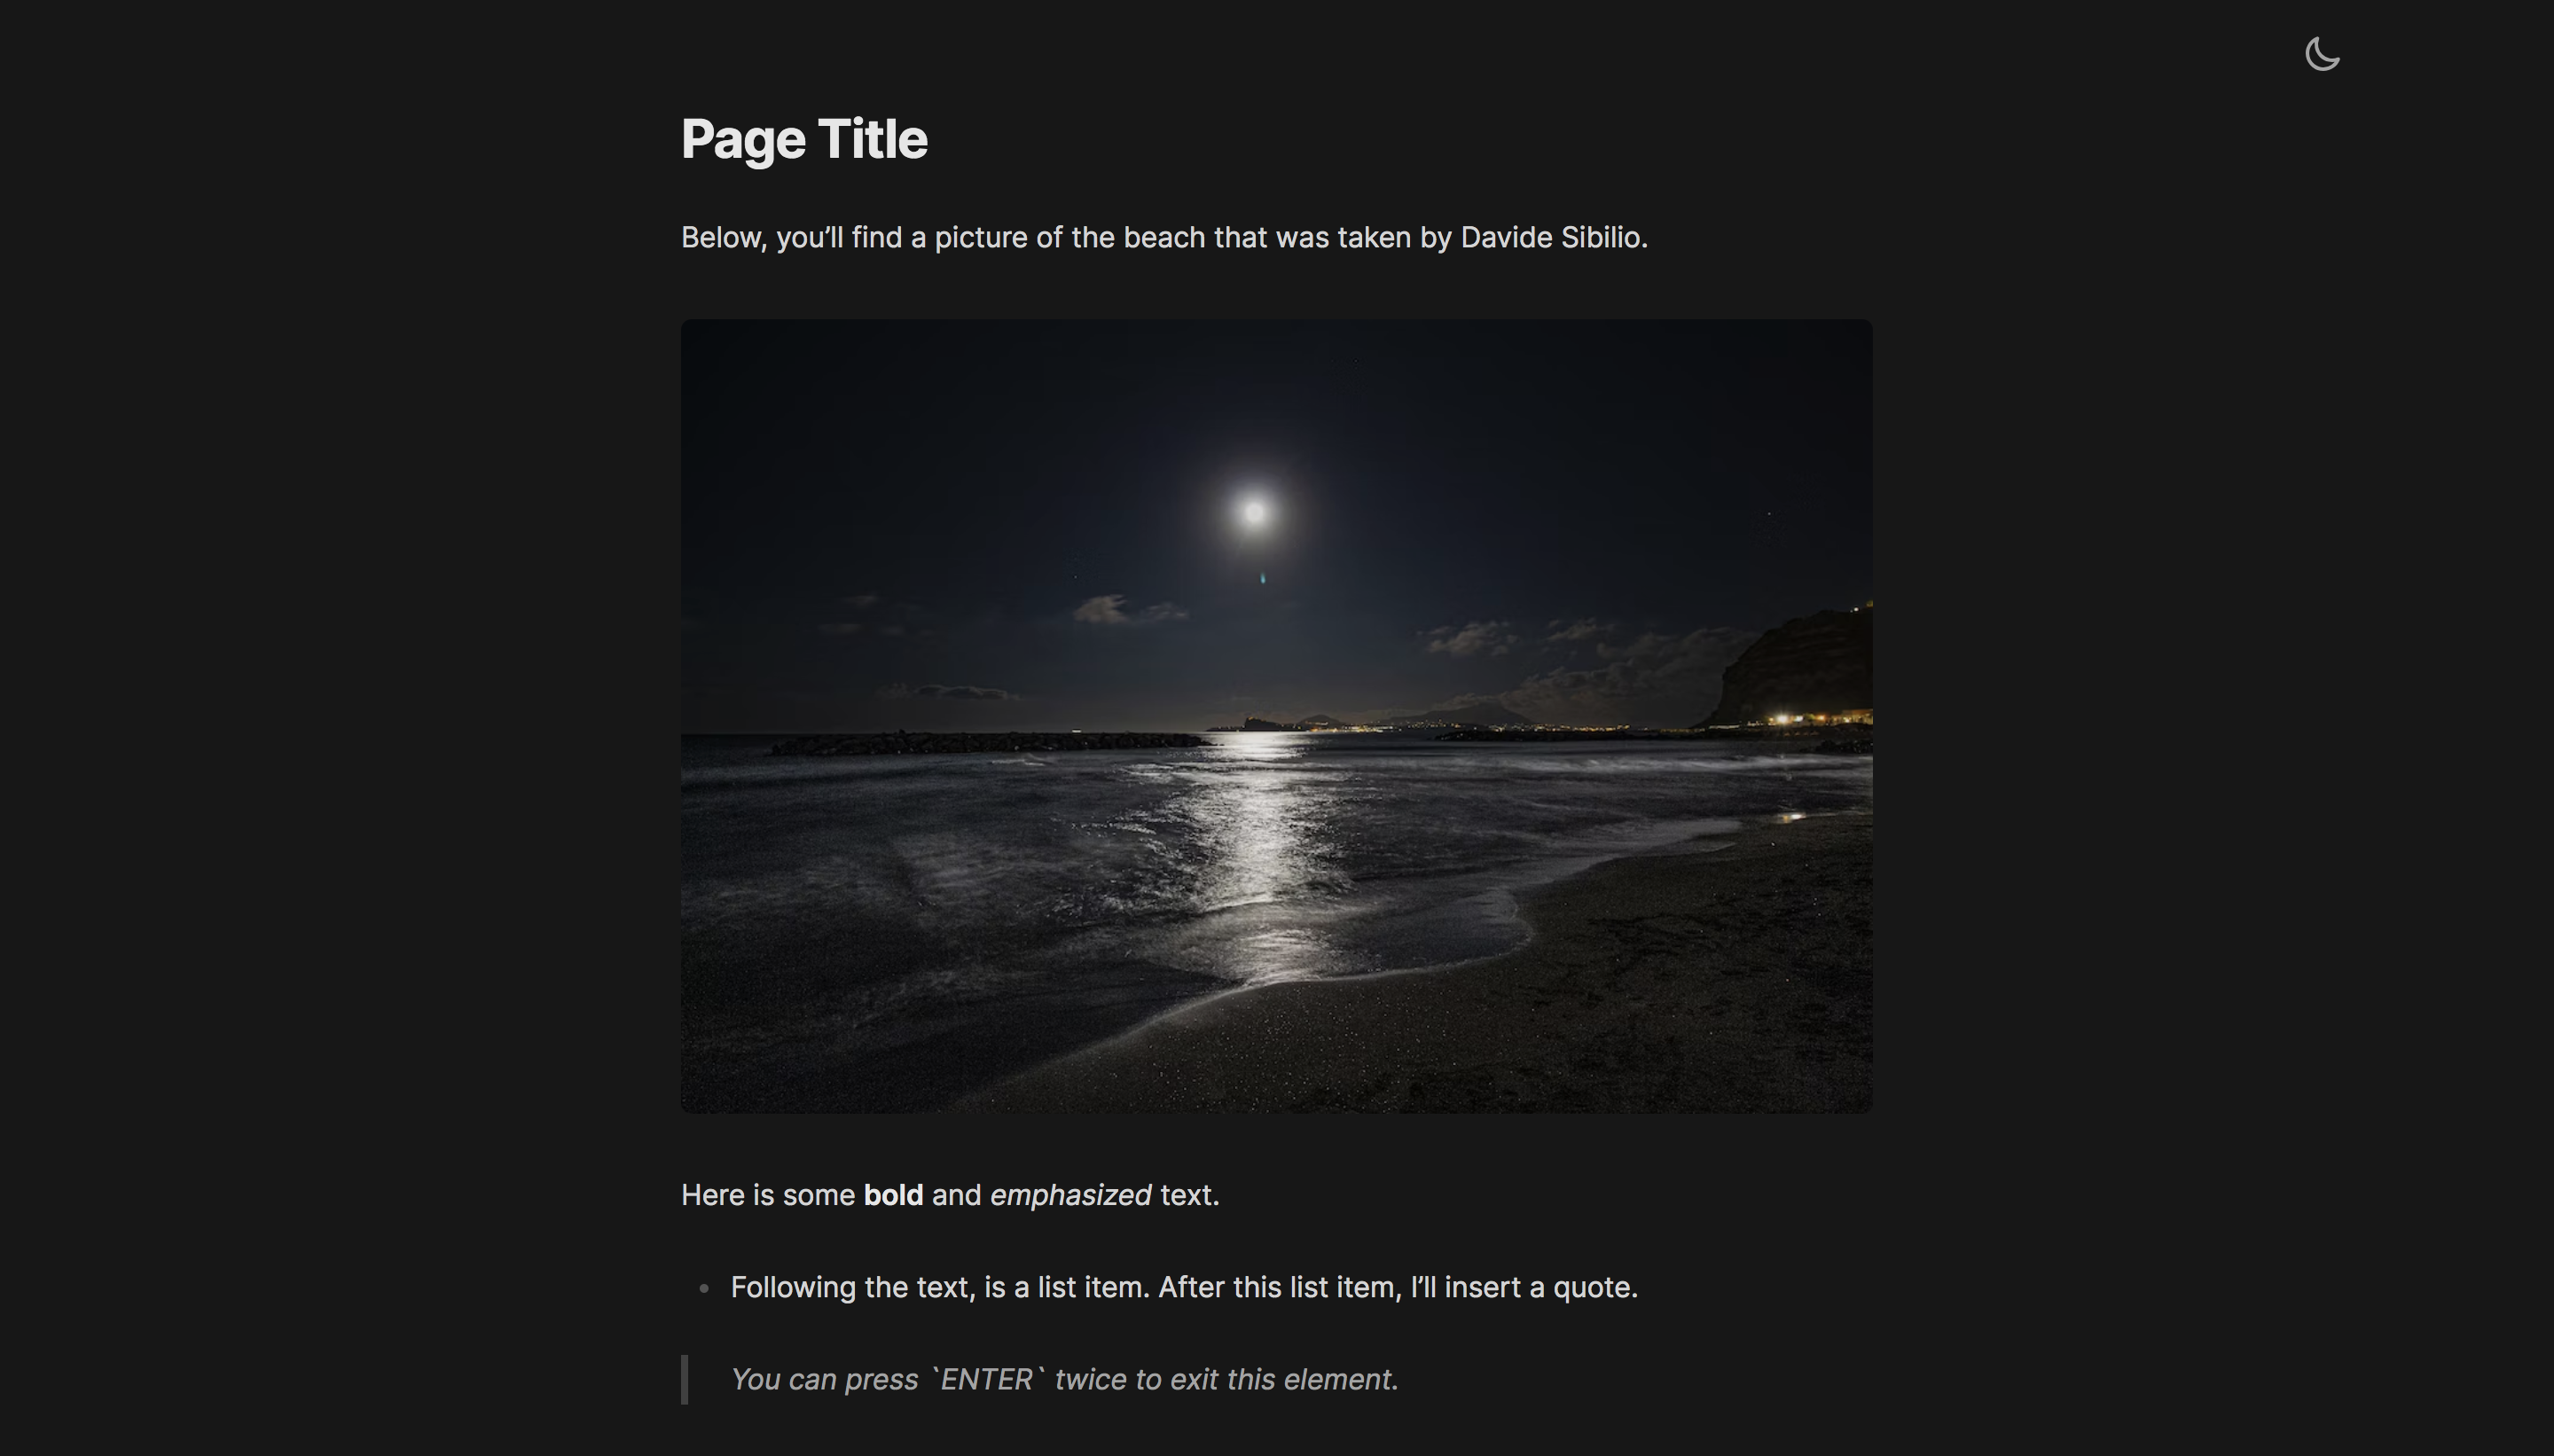 Page Title
Below, you’ll find a picture of the beach that was taken by Davide Sibilio.
Here is some bold and emphasized text.
Following the text, is a list item. After this list item, I’ll insert a quote.
You can press `ENTER` twice to exit this element.